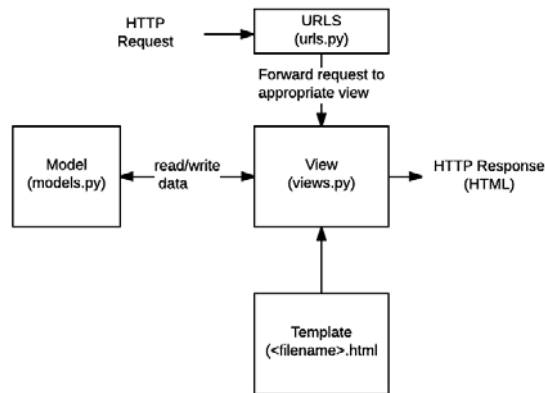 HTTP
Request
URLS
(urls.py)
Forward request to
appropriate view
Model
(models.py)
read/write
data
View
(views.py)
HTTP Response
(HTML)
Template
(<filename>.html